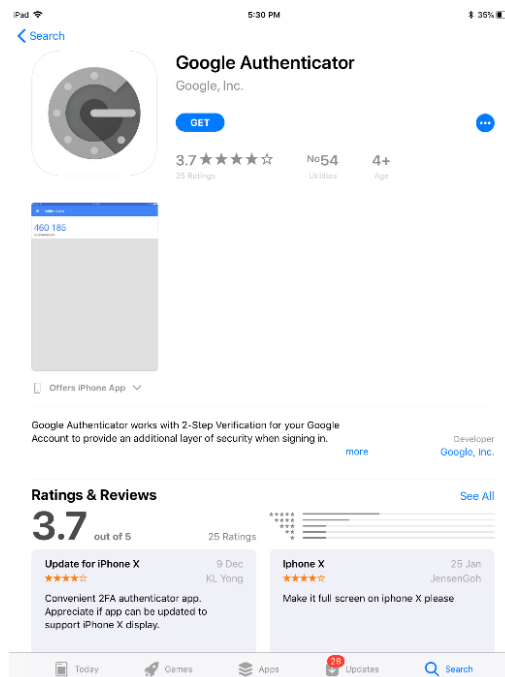 iPad
5:30 PM
35%
Search
Google Authenticator
Google, Inc.
GET
3.7
No54
4+
25 Ratings
Utilities
Age
460 185
Offers iPhone App
Google Authenticator works with 2-Step Verification for your Google
Account to provide an additional layer of security when signing in.
more
Developer
Google, Inc.
Ratings & Reviews
See All
3.7 out of 5
25 Ratings
Update for iPhone X
9 Dec
KL Yong
Convenient 2FA authenticator app.
Appreciate if app can be updated to
support iPhone X display.
Iphone X
25 Jan
JensenGoh
Make it full screen on iphone X please
Today
Games
Apps
28
Updates
Search